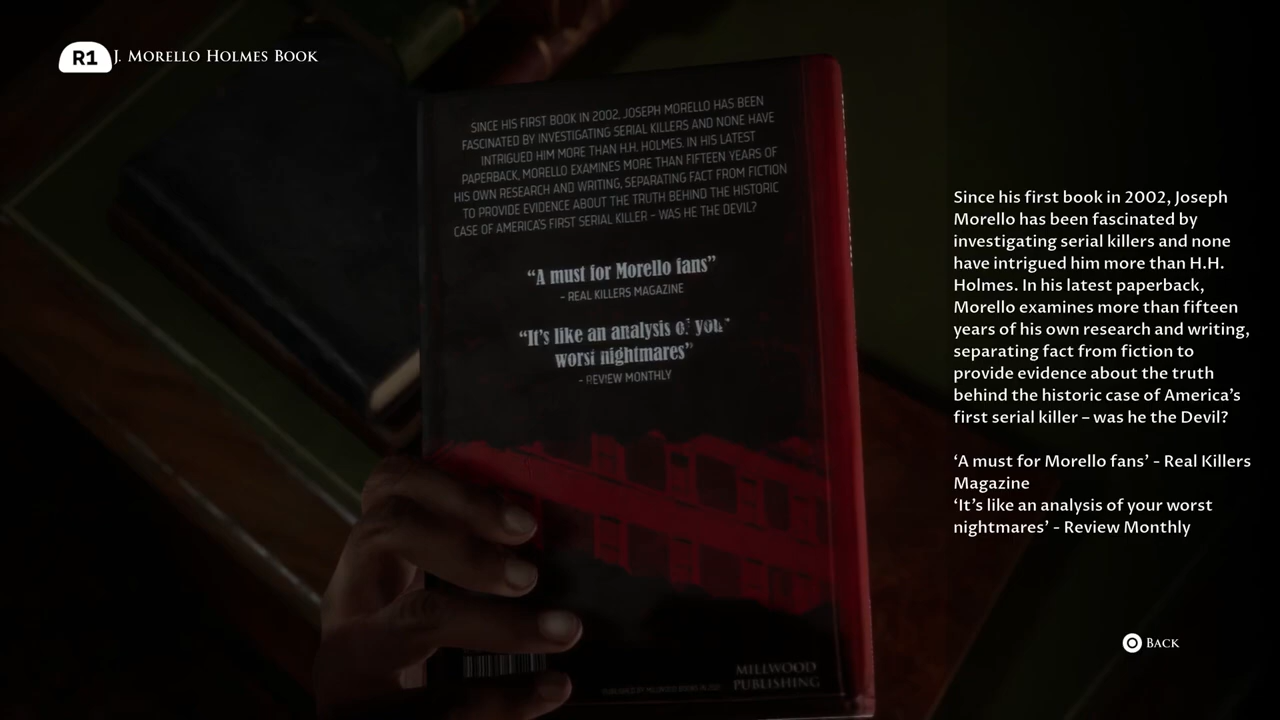 R1 J. Morello Holmes Book
SINCE HIS FIRST BOOK IN 2002, JOSEPH MORELLO HAS BEEN
FASCINATED BY INVESTIGATING SERIAL KILLERS AND NONE HAVE
INTRIGUED HIM MORE THAN H.H. HOLMES. IN HIS LATEST
PAPERBACK, MORELLO EXAMINES MORE THAN FIFTEEN YEARS OF
HIS OWN RESEARCH AND WRITING, SEPARATING FACT FROM FICTION
TO PROVIDE EVIDENCE ABOUT THE TRUTH BEHIND THE HISTORIC
CASE OF AMERICA'S FIRST SERIAL KILLER – WAS HE THE DEVIL?
“A must for Morello fans”
– REAL KILLERS MAGAZINE
“It's like an analysis of your
worst nightmares”
– REVIEW MONTHLY
MILLWOOD
PUBLISHING
Since his first book in 2002, Joseph
Morello has been fascinated by
investigating serial killers and none
have intrigued him more than H.H.
Holmes. In his latest paperback,
Morello examines more than fifteen
years of his own research and writing,
separating fact from fiction to
provide evidence about the truth
behind the historic case of America's
first serial killer – was he the Devil?
‘A must for Morello fans’ - Real Killers
Magazine
‘It's like an analysis of your worst
nightmares’ - Review Monthly
Back